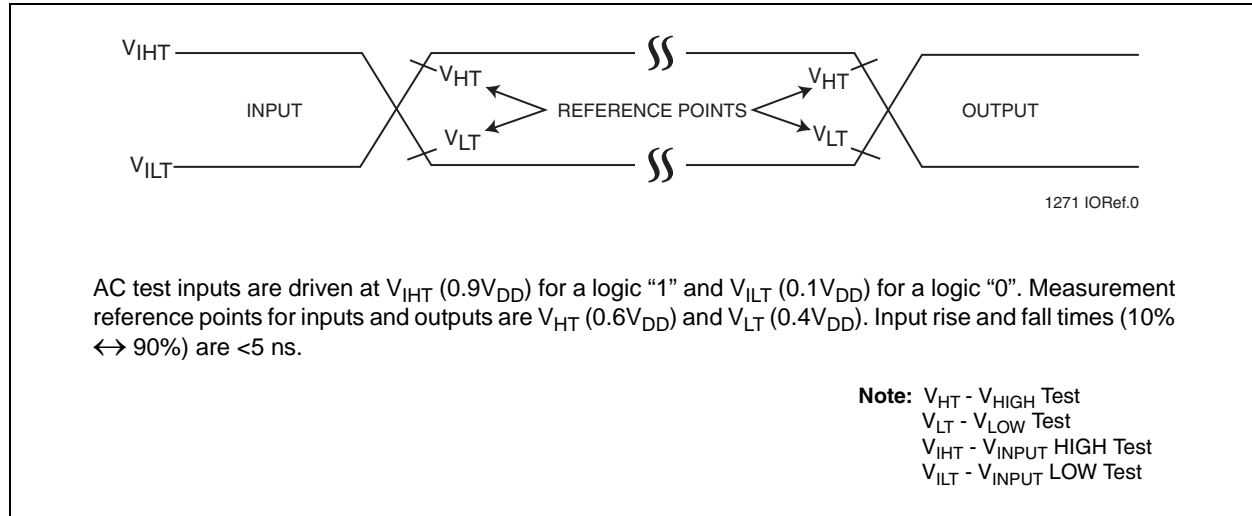 VIHT
VHT
VHT
INPUT
REFERENCE POINTS
OUTPUT
VLT
VLT
VILT
1271 IORef.0
AC test inputs are driven at VIHT (0.9VDD) for a logic “1” and VILT (0.1VDD) for a logic “0”. Measurement
reference points for inputs and outputs are VHT (0.6VDD) and VLT (0.4VDD). Input rise and fall times (10%
↔ 90%) are <5 ns.
Note: VHT - VHIGH Test
VLT - VLOW Test
VIHT - VINPUT HIGH Test
VILT - VINPUT LOW Test